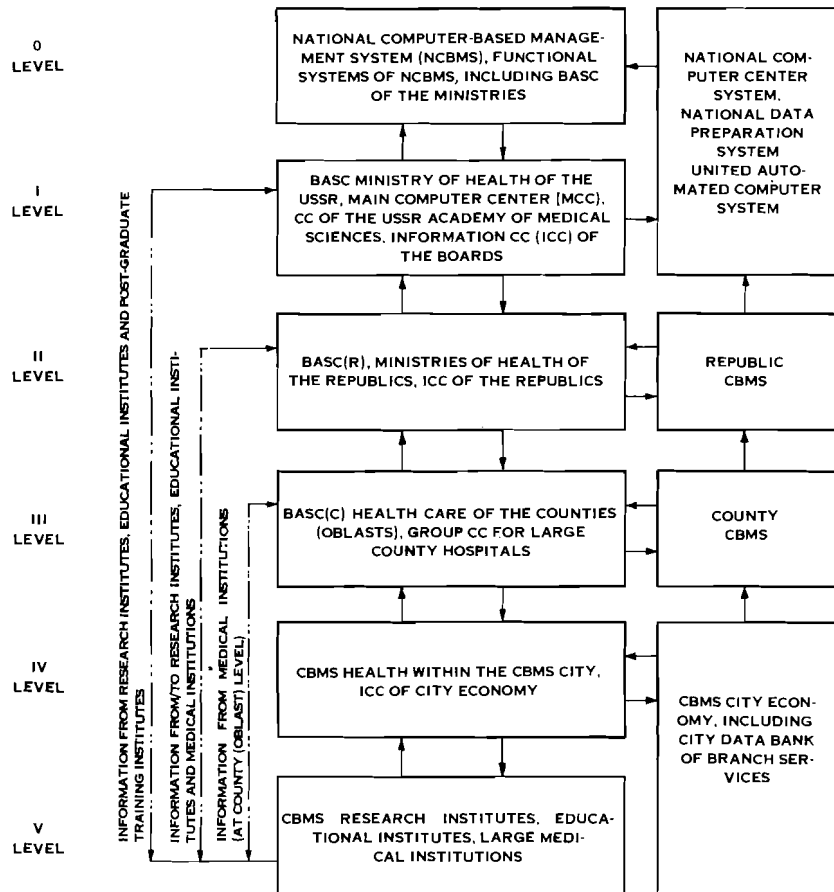 0
LEVEL
NATIONAL COMPUTER-BASED MANAGE-
MENT SYSTEM (NCBMS), FUNCTIONAL
SYSTEMS OF NCBMS, INCLUDING BASC
OF THE MINISTRIES
NATIONAL COM-
PUTER CENTER
SYSTEM,
NATIONAL DATA
PREPARATION
SYSTEM
UNITED AUTO-
MATED COMPUTER
SYSTEM
I
LEVEL
BASC MINISTRY OF HEALTH OF THE
USSR, MAIN COMPUTER CENTER (MCC),
CC OF THE USSR ACADEMY OF MEDICAL
SCIENCES, INFORMATION CC (ICC) OF
THE BOARDS
II
LEVEL
BASC(R), MINISTRIES OF HEALTH OF
THE REPUBLICS, ICC OF THE REPUBLICS
REPUBLIC
CBMS
III
LEVEL
BASC(C) HEALTH CARE OF THE COUNTIES
(OBLASTS), GROUP CC FOR LARGE
COUNTY HOSPITALS
COUNTY
CBMS
IV
LEVEL
CBMS HEALTH WITHIN THE CBMS CITY,
ICC OF CITY ECONOMY
CBMS CITY ECON-
OMY, INCLUDING
CITY DATA BANK
OF BRANCH SER-
VICES
V
LEVEL
CBMS RESEARCH INSTITUTES, EDUCA-
TIONAL INSTITUTES, LARGE MEDI-
CAL INSTITUTIONS
INFORMATION FROM RESEARCH INSTITUTES, EDUCATIONAL INSTITUTES AND POST-GRADUATE
TRAINING INSTITUTES
INFORMATION FROM/TO RESEARCH INSTITUTES, EDUCATIONAL INSTI-
TUTES AND MEDICAL INSTITUTIONS
INFORMATION FROM MEDICAL INSTITUTIONS
(AT COUNTY (OBLAST) LEVEL)